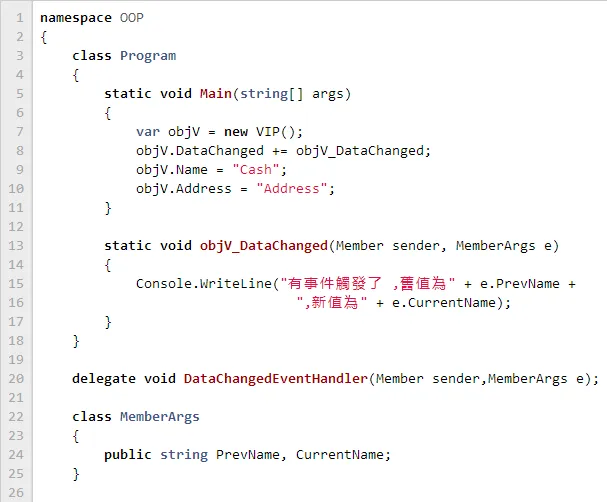 1 namespace OOP
2 {
3     class Program
4     {
5         static void Main(string[] args)
6         {
7             var objV = new VIP();
8             objV.DataChanged += objV_DataChanged;
9             objV.Name = "Cash";
10             objV.Address = "Address";
11         }
12
13         static void objV_DataChanged(Member sender, MemberArgs e)
14         {
15             Console.WriteLine("有事件觸發了 ,舊值為" + e.PrevName +
16                                 ",新值為" + e.CurrentName);
17         }
18     }
19
20     delegate void DataChangedEventHandler(Member sender,MemberArgs e);
21
22     class MemberArgs
23     {
24         public string PrevName, CurrentName;
25     }
26